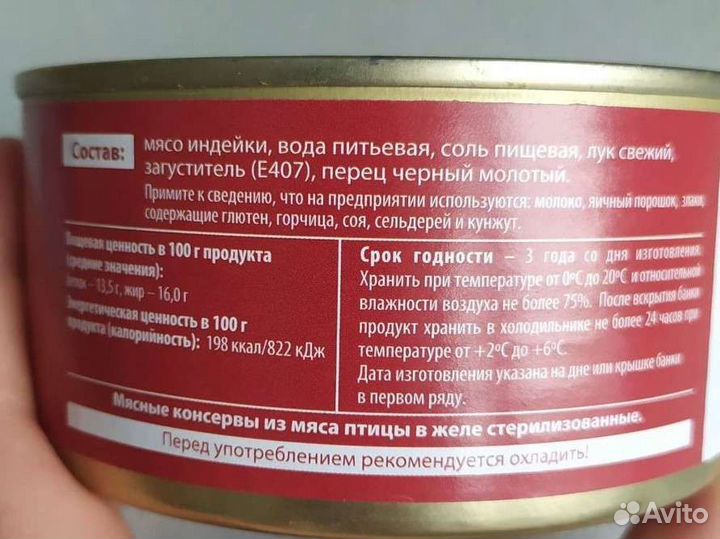 Состав:
мясо индейки, вода питьевая, соль пищевая, лук свежий,
загуститель (Е407), перец черный молотый.
Примите к сведению, что на предприятии используются: молоко, яичный порошок, злаки,
содержащие глютен, горчица, соя, сельдерей и кунжут.
Пищевая ценность в 100 г продукта
(средние значения):
белок – 13,5 г, жир – 16,0 г
Энергетическая ценность в 100 г
продукта (калорийность): 198 ккал/822 кДж
Срок годности – 3 года со дня изготовления.
Хранить при температуре от 0°С до 20°С и относительной
влажности воздуха не более 75%. После вскрытия банки
продукт хранить в холодильнике не более 24 часов при
температуре от +2°С до +6°С.
Дата изготовления указана на дне или крышке банки
в первом ряду.
Мясные консервы из мяса птицы в желе стерилизованные.
Перед употреблением рекомендуется охладить!
Avito